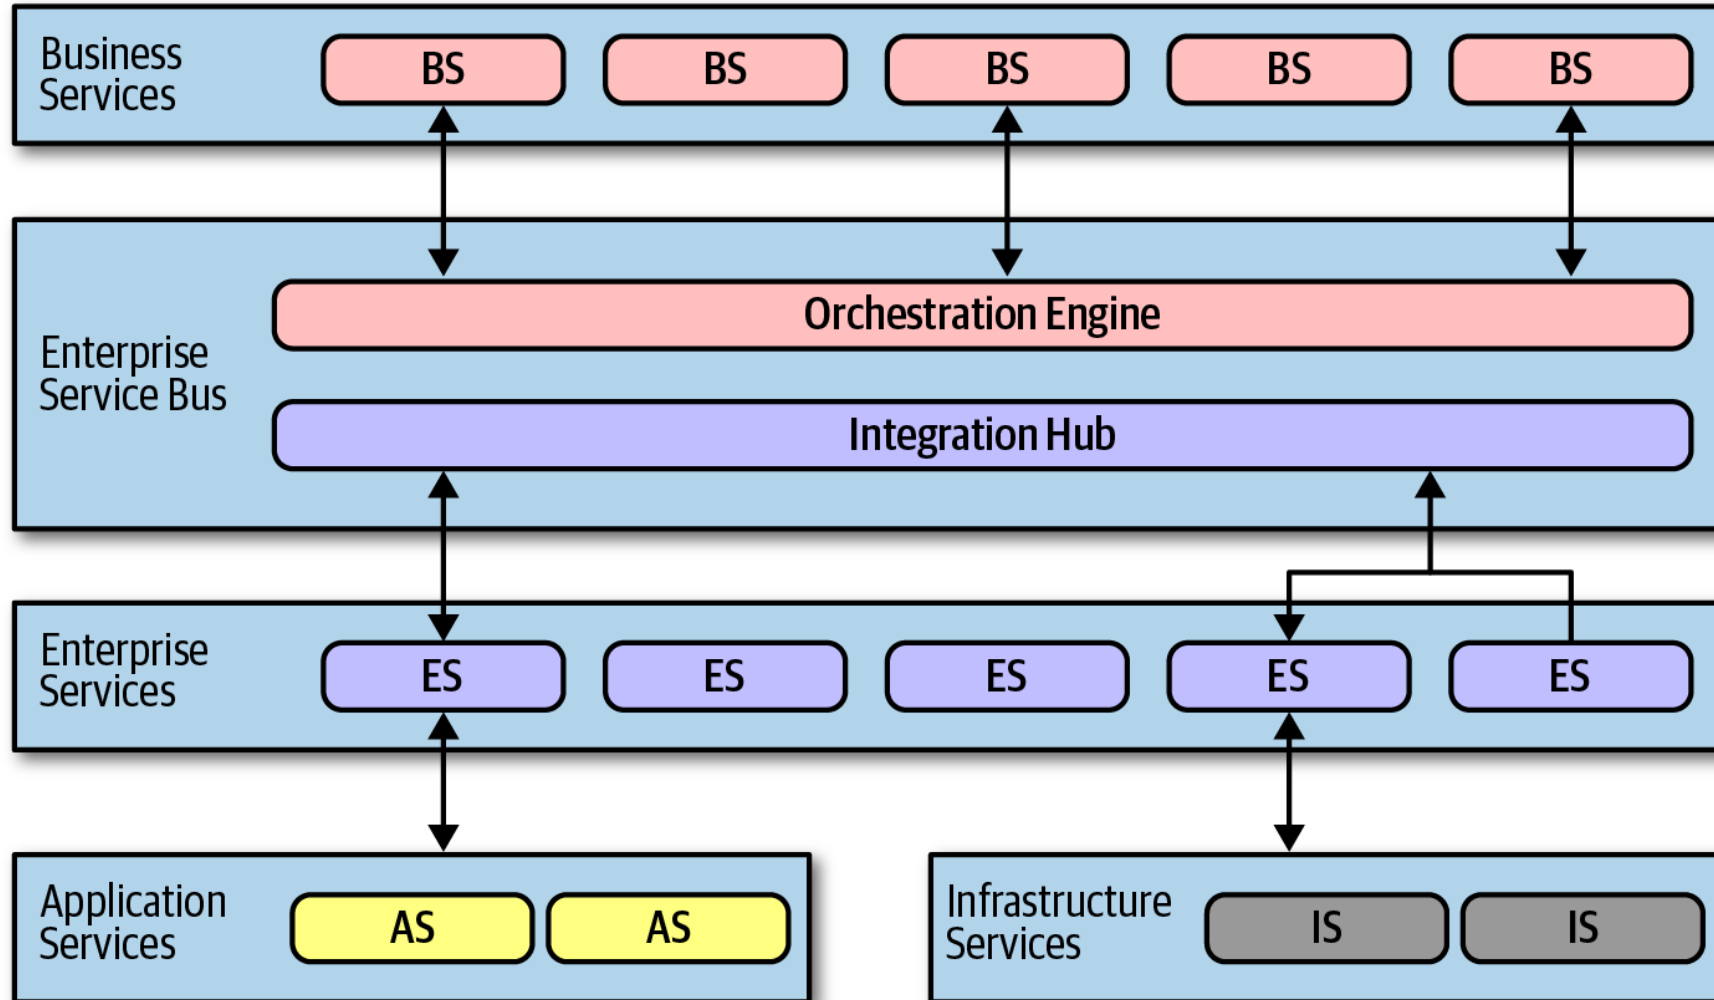 Business
Services
BS
BS
BS
BS
BS
Enterprise
Service Bus
Orchestration Engine
Integration Hub
Enterprise
Services
ES
ES
ES
ES
ES
Application
Services
AS
AS
Infrastructure
Services
IS
IS